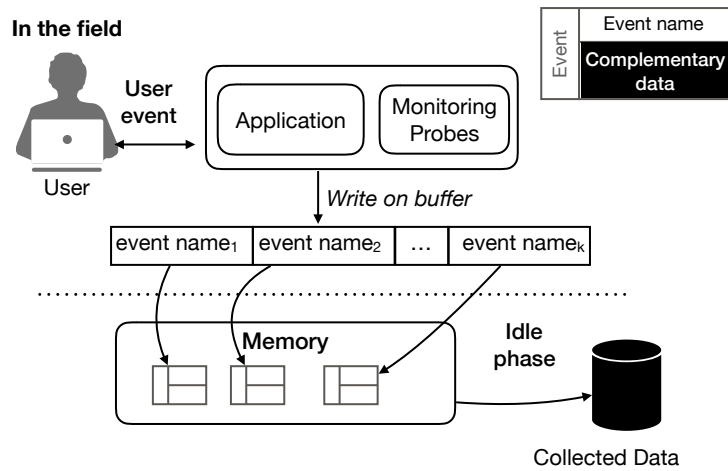 In the field
User
event
User
Application
Monitoring
Probes
Event
Event name
Complementary
data
Write on buffer
event name₁ event name₂ … event nameₖ
Memory
Idle
phase
Collected Data